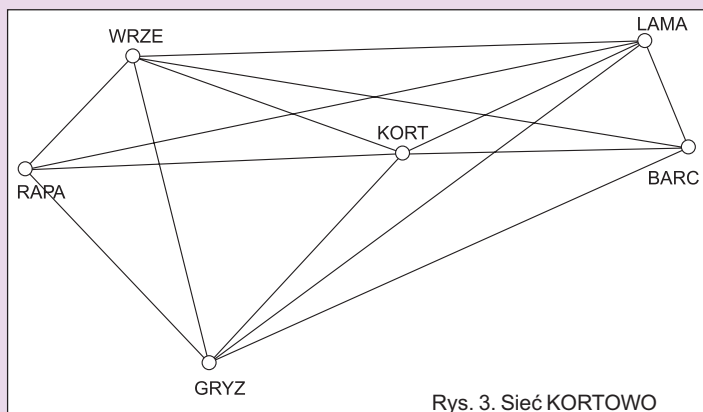 LAMA
WRZE
KORT
BARC
RAPA
GRYZ
Rys. 3. Sieć KORTOWO